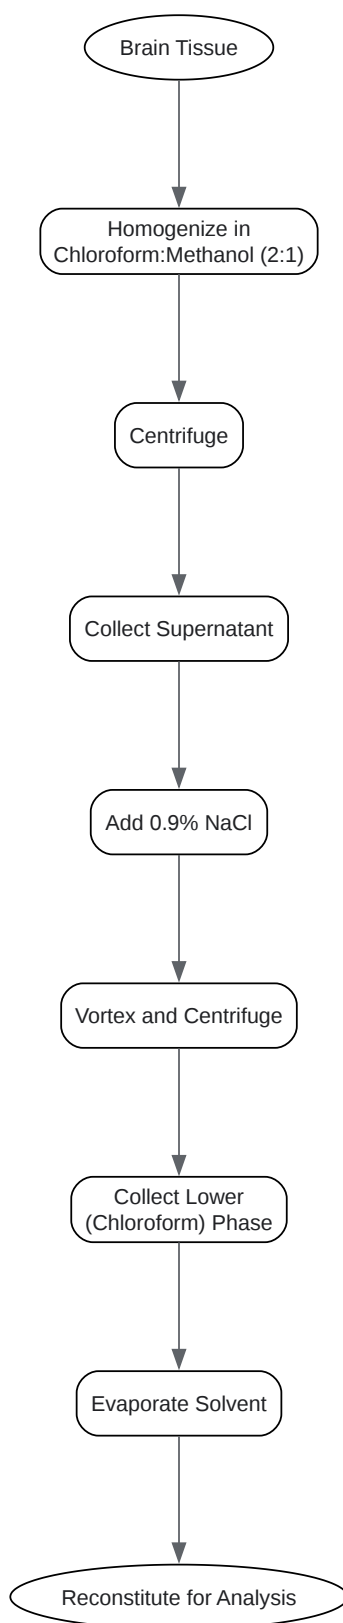 Brain Tissue
Homogenize in
Chloroform:Methanol (2:1)
Centrifuge
Collect Supernatant
Add 0.9% NaCl
Vortex and Centrifuge
Collect Lower
(Chloroform) Phase
Evaporate Solvent
Reconstitute for Analysis